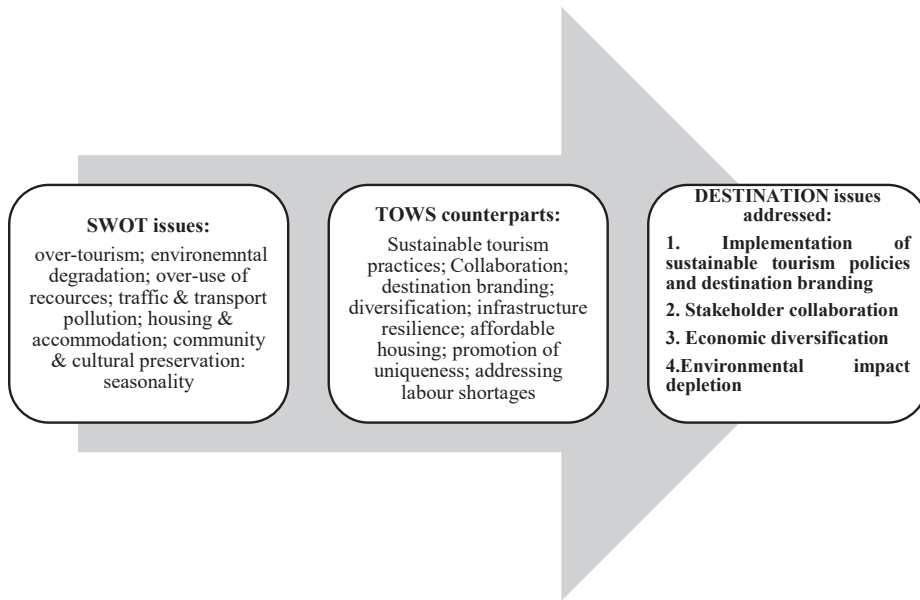 SWOT issues:
over-tourism; environemntal
degradation; over-use of
recources; traffic & transport
pollution; housing &
accommodation; community
& cultural preservation:
seasonality
TOWS counterparts:
Sustainable tourism
practices; Collaboration;
destination branding;
diversification; infrastructure
resilience; affordable
housing; promotion of
uniqueness; addressing
labour shortages
DESTINATION issues
addressed:
1. Implementation of
sustainable tourism policies
and destination branding
2. Stakeholder collaboration
3. Economic diversification
4.Environmental impact
depletion